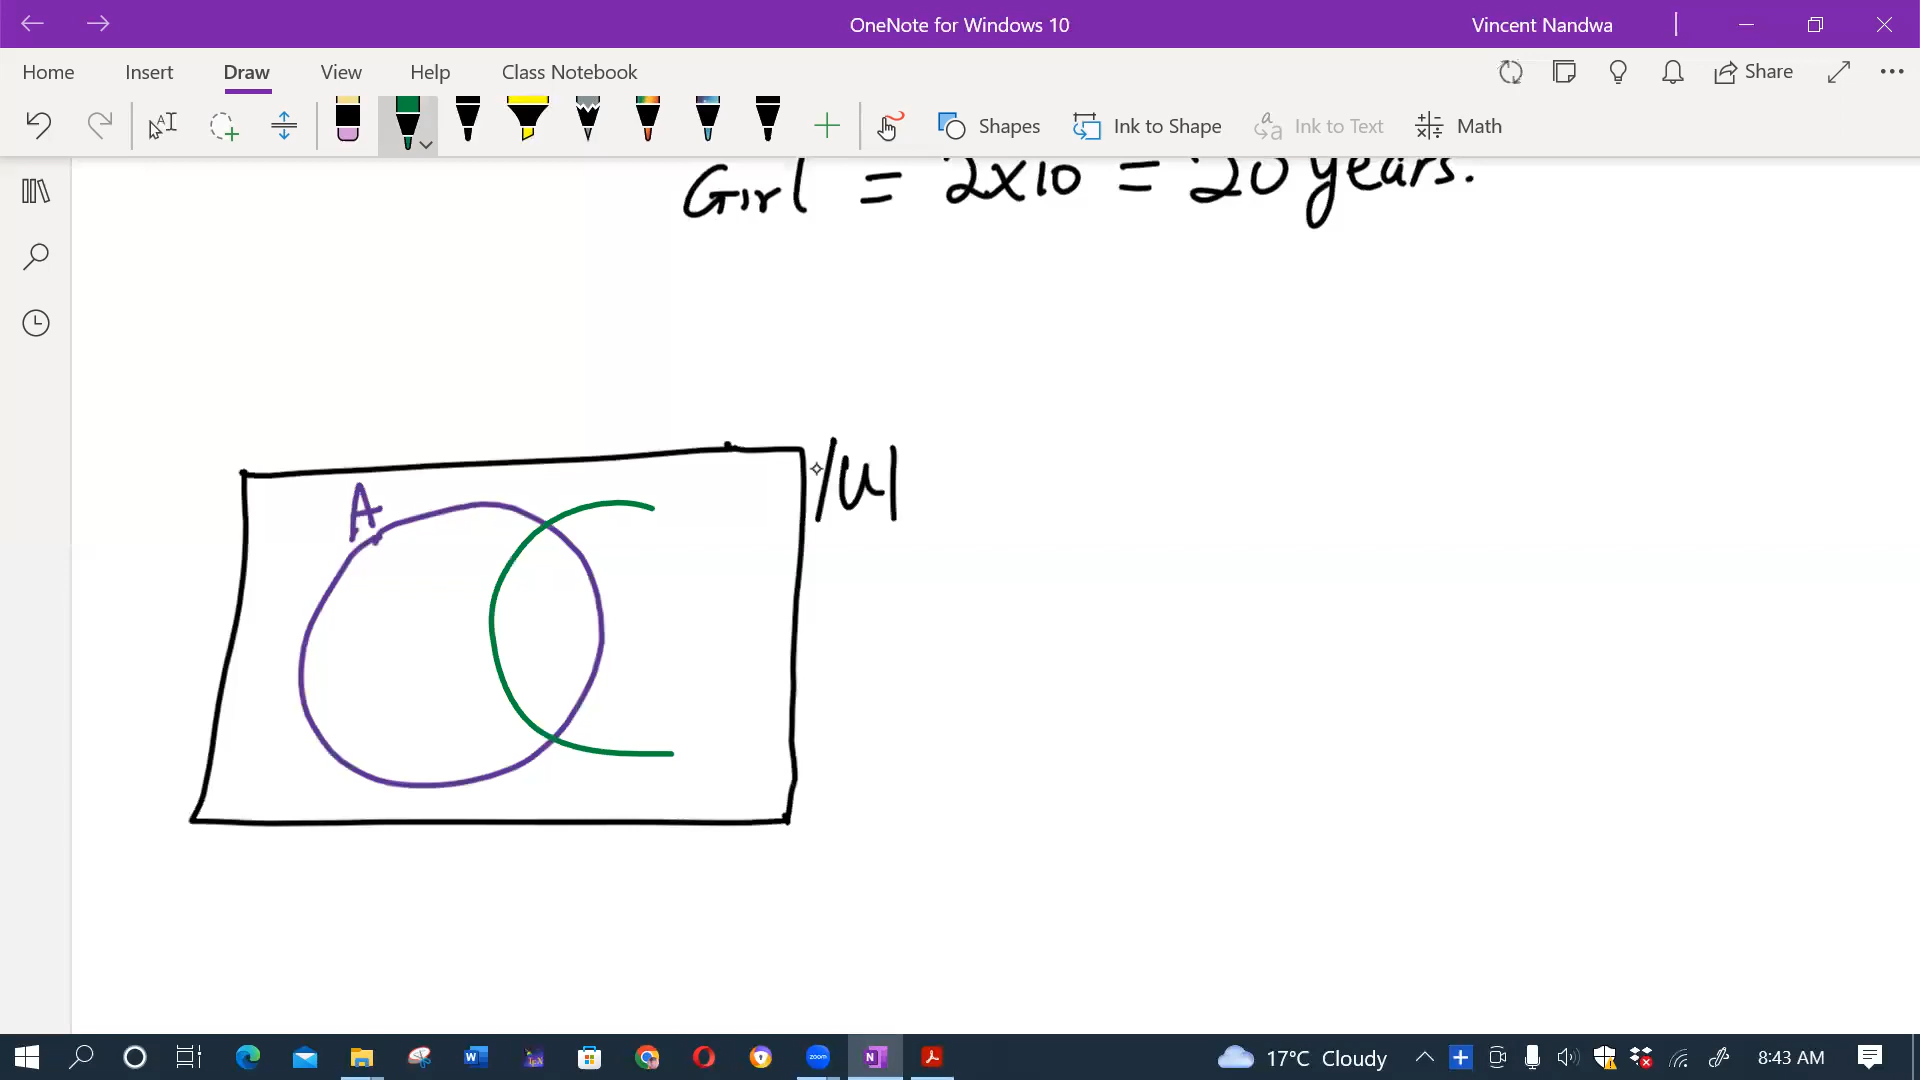 OneNote for Windows 10
Vincent Nandwa
Home Insert Draw View Help Class Notebook
Share
Shapes Ink to Shape Ink to Text Math
Girl = 2x10 = 20 years.
A
/U/
17°C Cloudy
8:43 AM